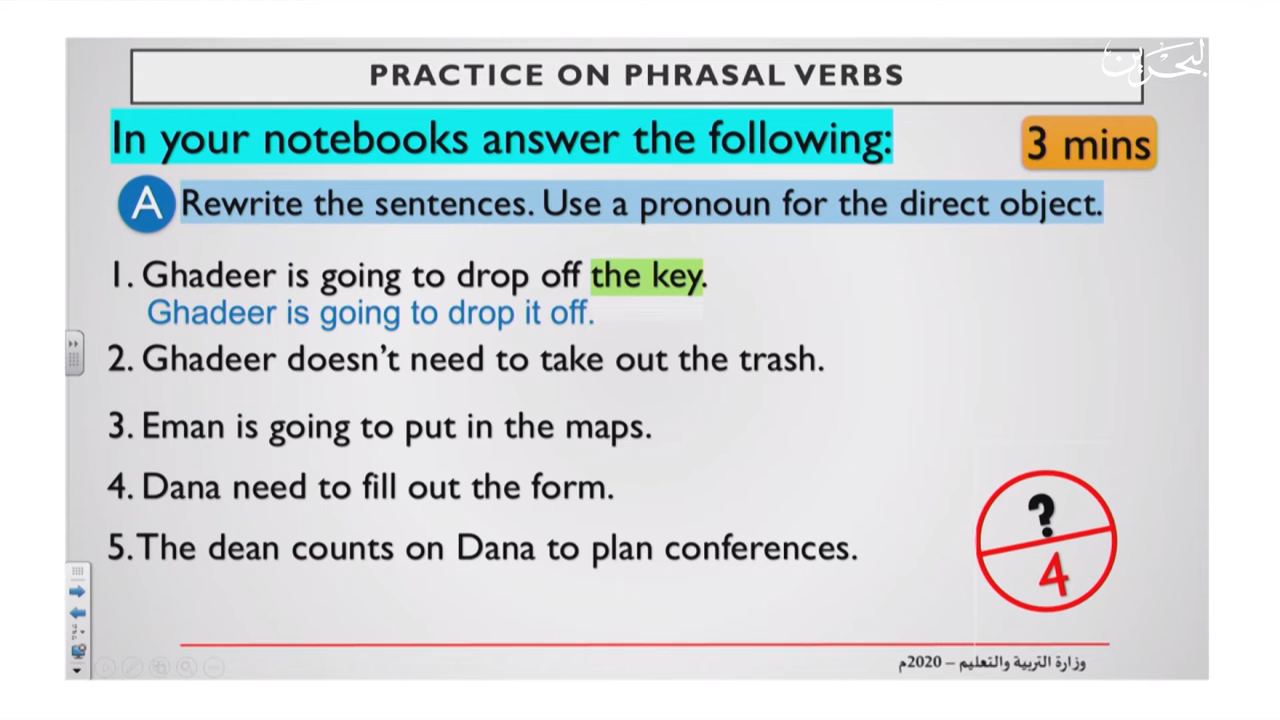 البحرين
PRACTICE ON PHRASAL VERBS
In your notebooks answer the following:
3 mins
A Rewrite the sentences. Use a pronoun for the direct object.
1. Ghadeer is going to drop off the key.
Ghadeer is going to drop it off.
2. Ghadeer doesn't need to take out the trash.
3. Eman is going to put in the maps.
4. Dana need to fill out the form.
5. The dean counts on Dana to plan conferences.
?
4
وزارة التربية والتعليم – 2020م